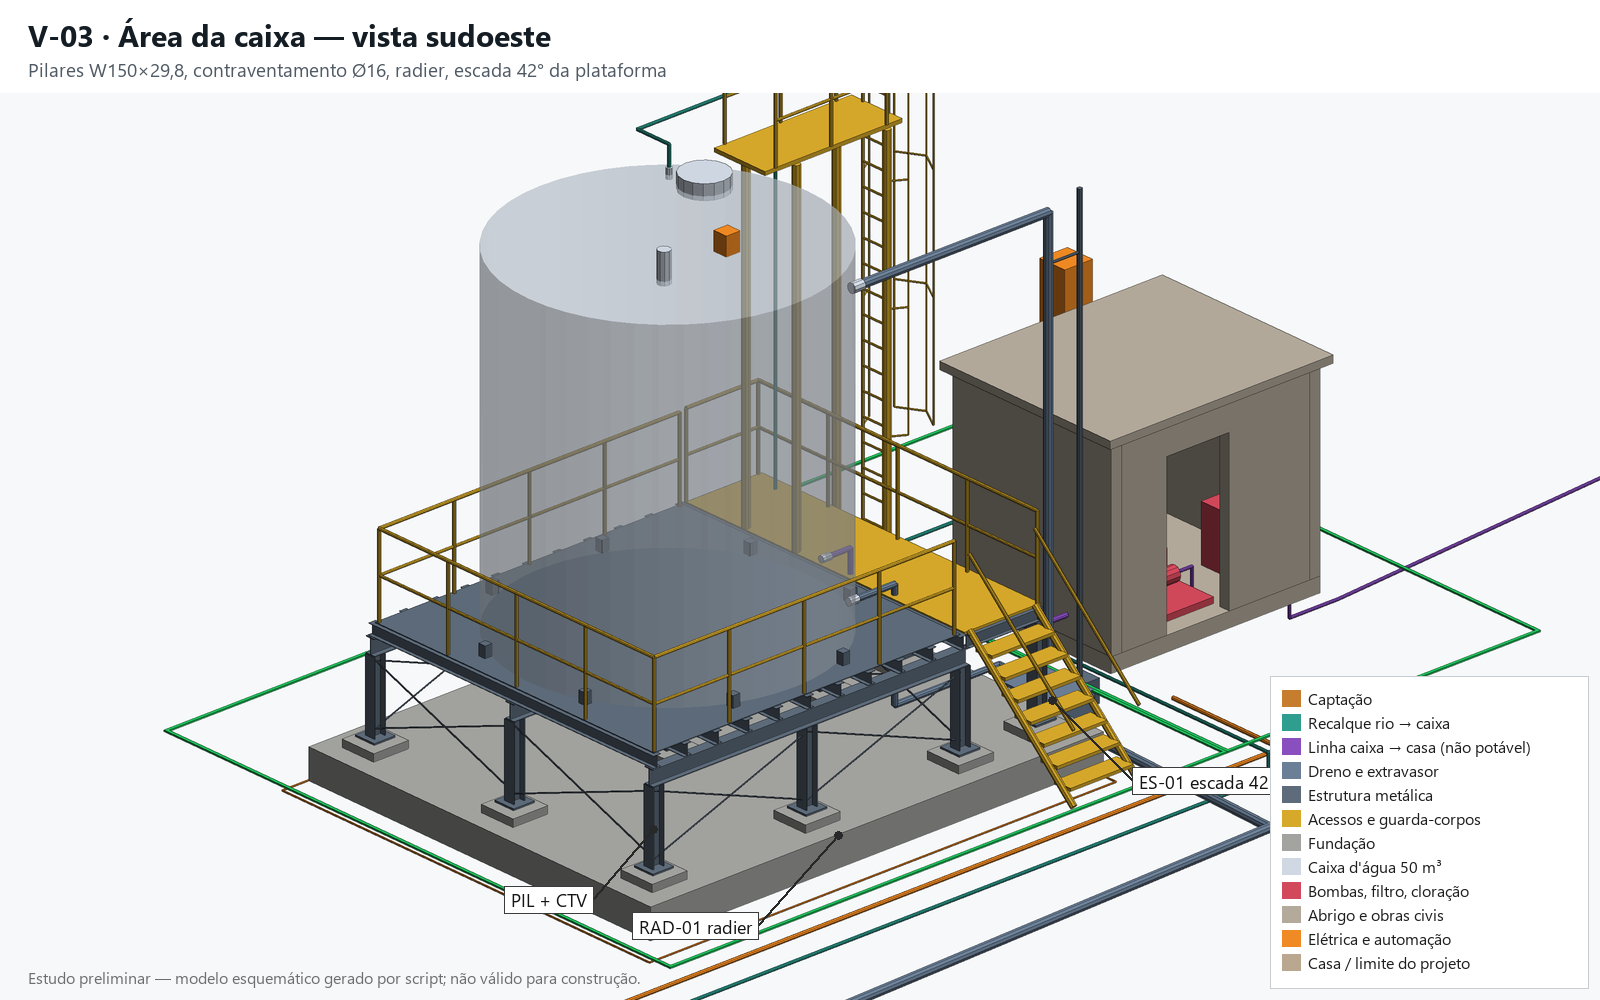 V-03 · Área da caixa — vista sudoeste
Pilares W150×29,8, contraventamento Ø16, radier, escada 42° da plataforma
ES-01 escada 42
PIL + CTV
RAD-01 radier
Captação
Recalque rio → caixa
Linha caixa → casa (não potável)
Dreno e extravasor
Estrutura metálica
Acessos e guarda-corpos
Fundação
Caixa d'água 50 m³
Bombas, filtro, cloração
Abrigo e obras civis
Elétrica e automação
Casa / limite do projeto
Estudo preliminar — modelo esquemático gerado por script; não válido para construção.